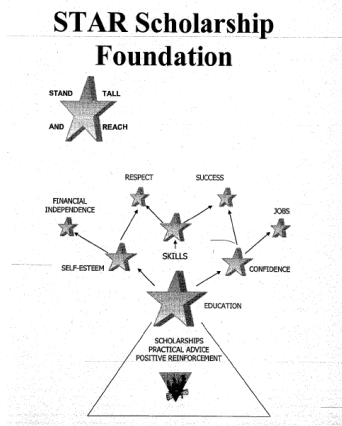 STAR Scholarship
Foundation
STAND TALL
AND REACH
RESPECT
SUCCESS
FINANCIAL
INDEPENDENCE
JOBS
SKILLS
SELF-ESTEEM
CONFIDENCE
EDUCATION
SCHOLARSHIPS
PRACTICAL ADVICE
POSITIVE REINFORCEMENT